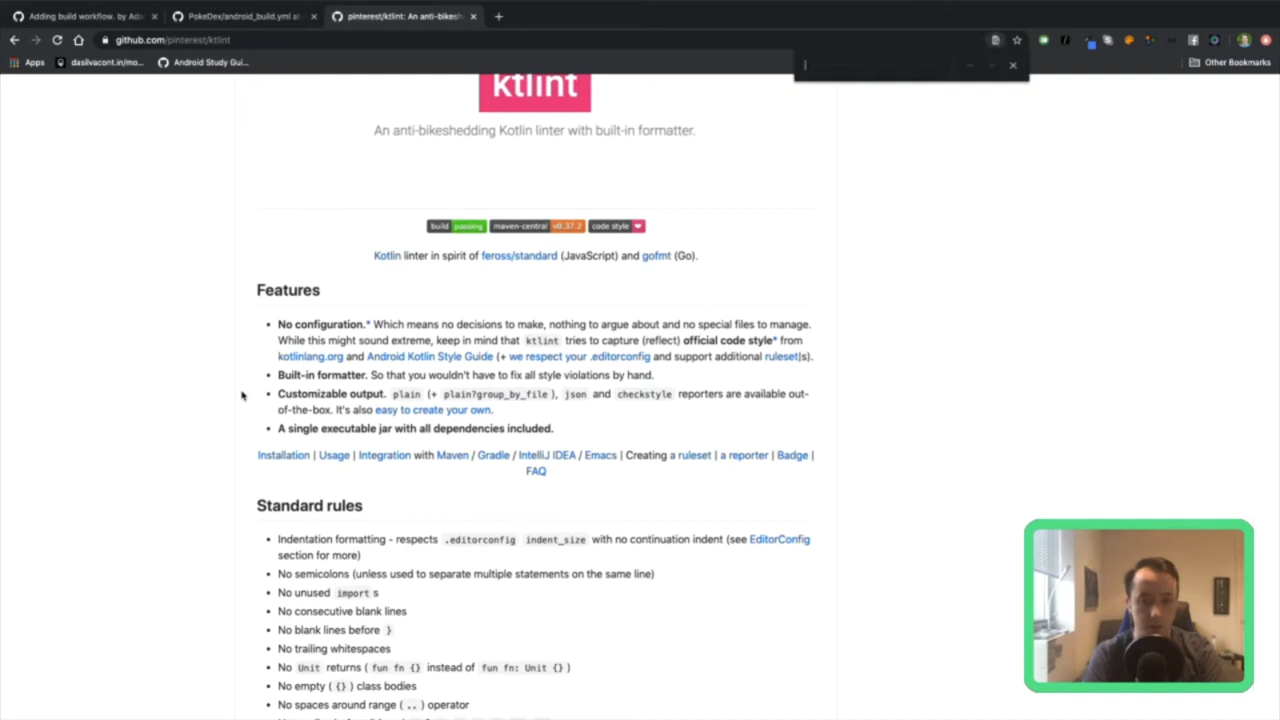 Adding build workflow. by Ada
PokeDex/android_build.yml at
pinterest/ktlint: An anti-bikesh
github.com/pinterest/ktlint
Apps
dasilvacont.in/mo...
Android Study Gui...
Other Bookmarks
ktlint
An anti-bikeshedding Kotlin linter with built-in formatter.
build passing maven-central v0.37.2 code style
Kotlin linter in spirit of feross/standard (JavaScript) and gofmt (Go).
Features
• No configuration.* Which means no decisions to make, nothing to argue about and no special files to manage.
While this might sound extreme, keep in mind that ktlint tries to capture (reflect) official code style* from
kotlinlang.org and Android Kotlin Style Guide (+ we respect your .editorconfig and support additional ruleset|s).
• Built-in formatter. So that you wouldn't have to fix all style violations by hand.
• Customizable output. plain (+ plain?group_by_file ), json and checkstyle reporters are available out-
of-the-box. It's also easy to create your own.
• A single executable jar with all dependencies included.
Installation | Usage | Integration with Maven / Gradle / IntelliJ IDEA / Emacs | Creating a ruleset | a reporter | Badge |
FAQ
Standard rules
• Indentation formatting - respects .editorconfig indent_size with no continuation indent (see EditorConfig
section for more)
• No semicolons (unless used to separate multiple statements on the same line)
• No unused import s
• No consecutive blank lines
• No blank lines before }
• No trailing whitespaces
• No Unit returns ( fun fn {} instead of fun fn: Unit {} )
• No empty ( {} ) class bodies
• No spaces around range ( .. ) operator